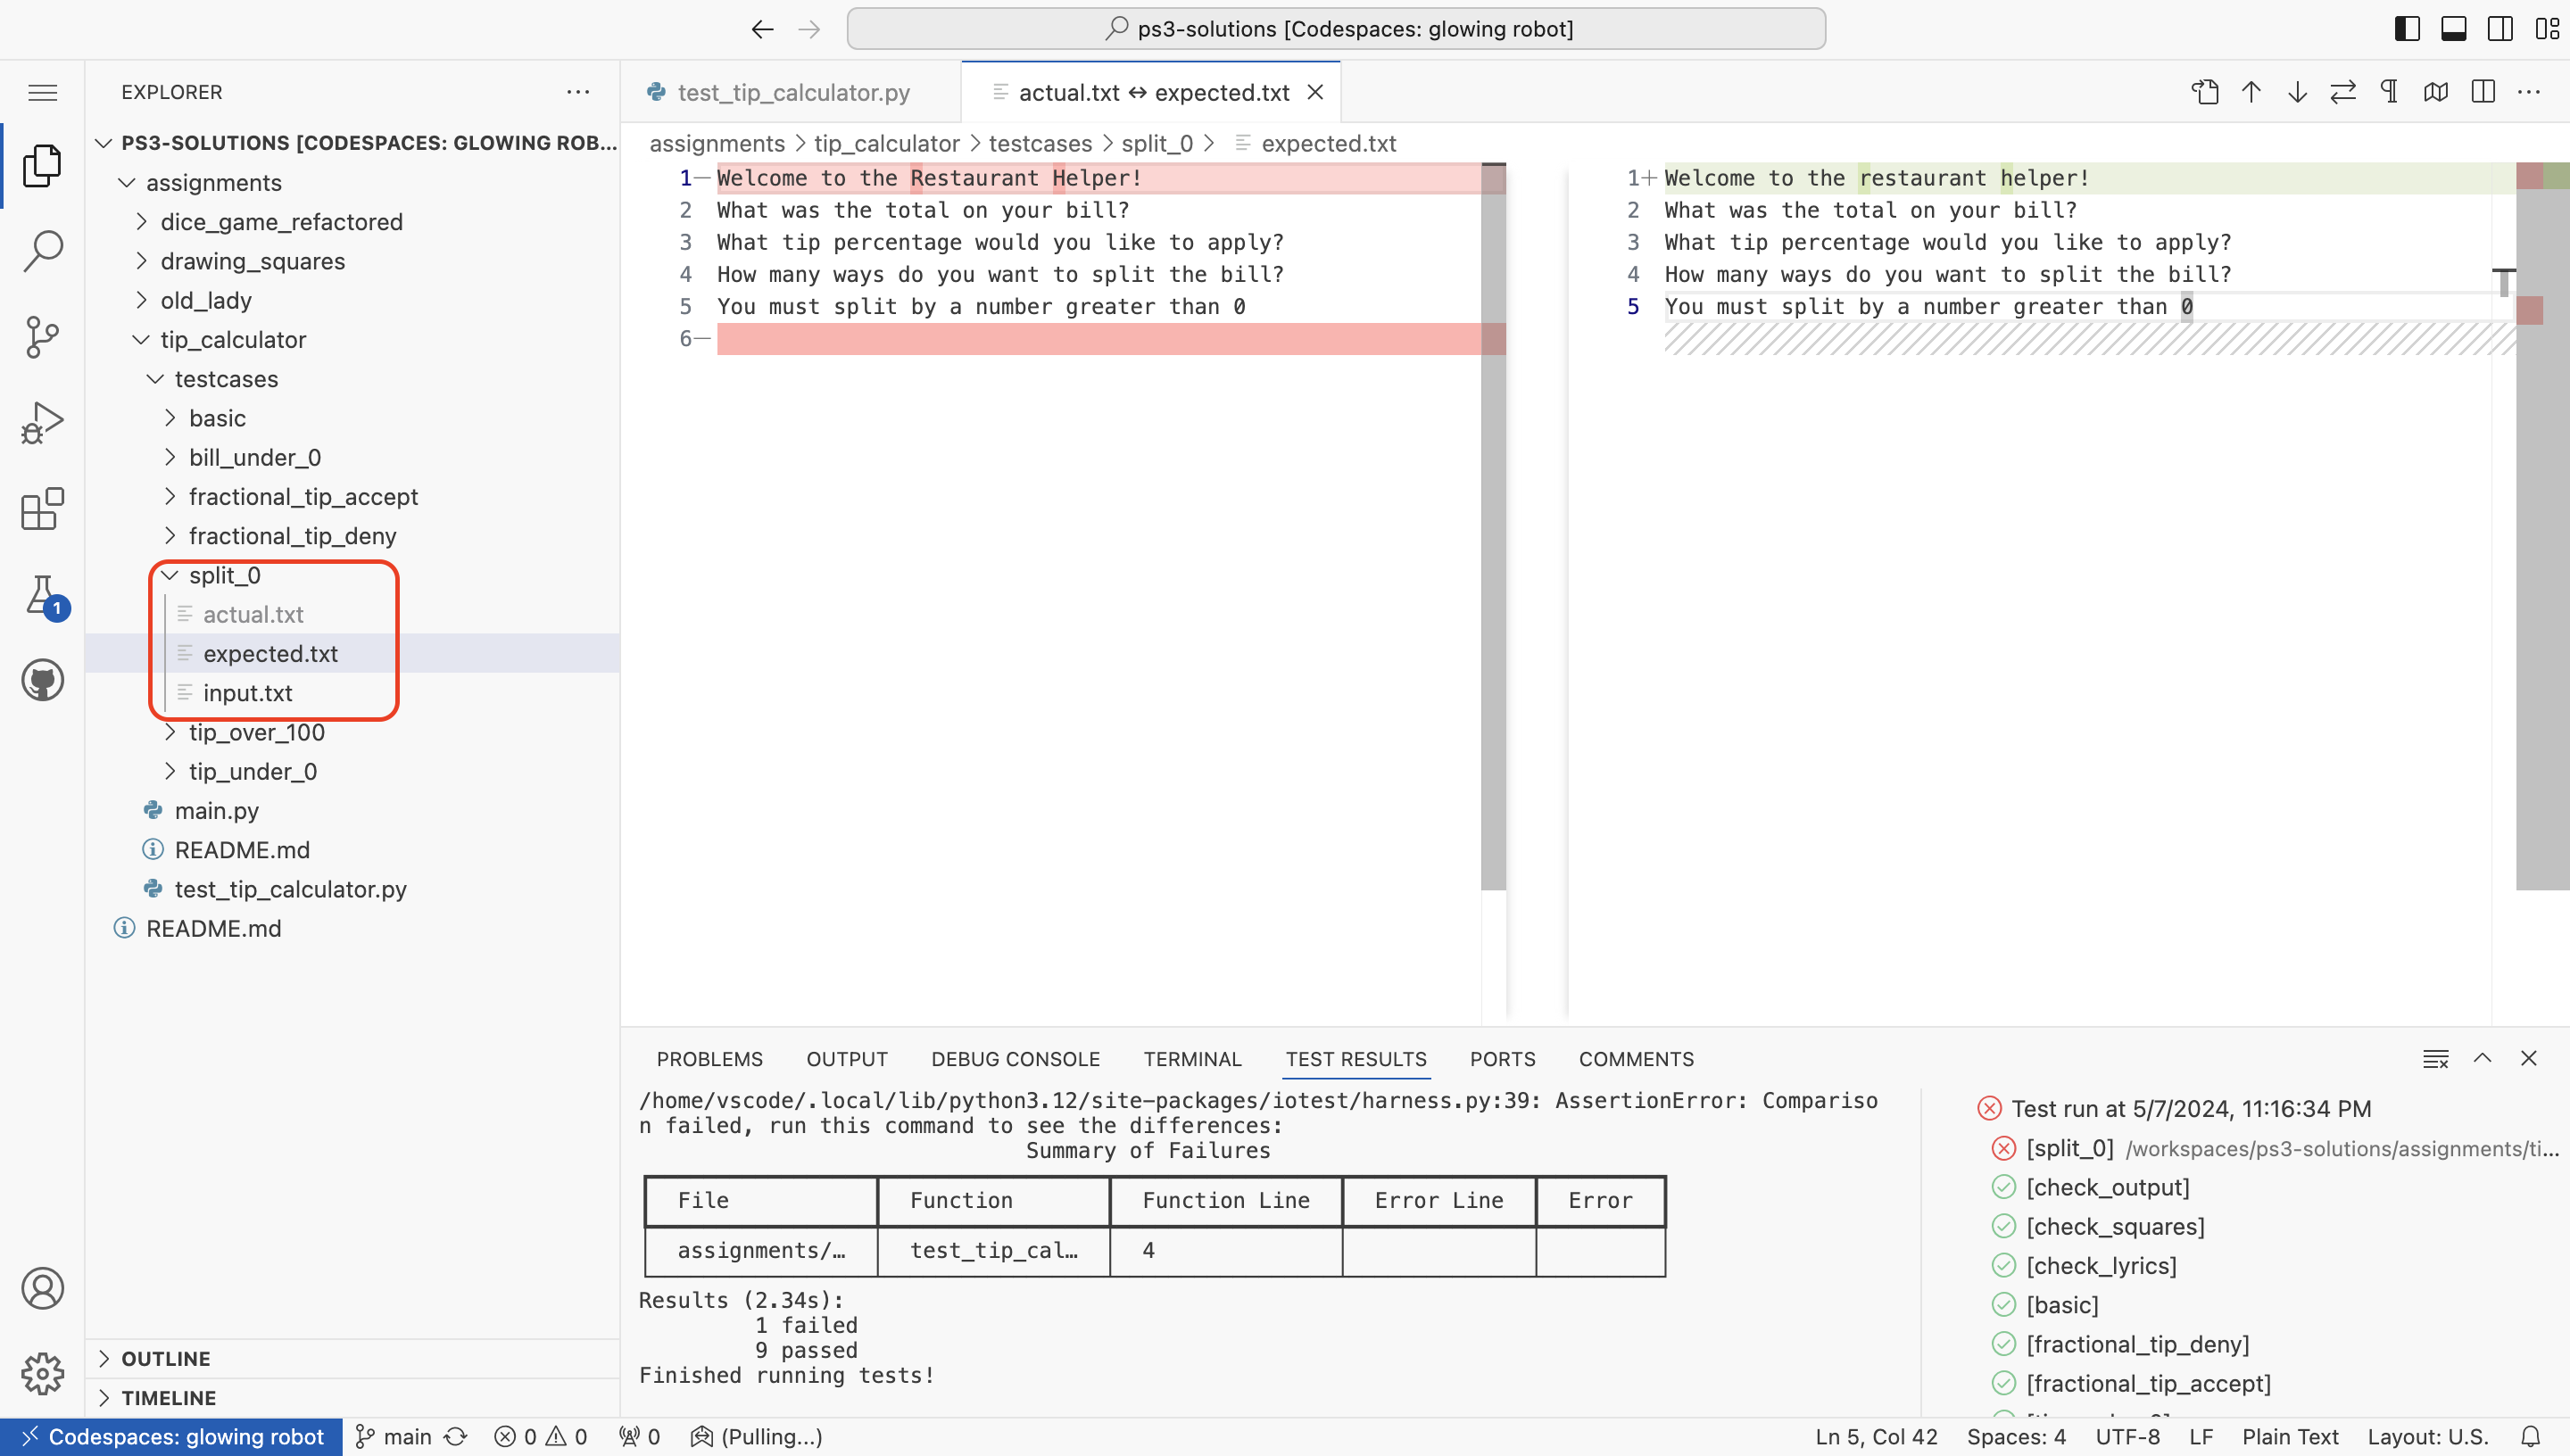 ps3-solutions [Codespaces: glowing robot]
EXPLORER
PS3-SOLUTIONS [CODESPACES: GLOWING ROB...
assignments
dice_game_refactored
drawing_squares
old_lady
tip_calculator
testcases
basic
bill_under_0
fractional_tip_accept
fractional_tip_deny
split_0
actual.txt
expected.txt
input.txt
tip_over_100
tip_under_0
main.py
README.md
test_tip_calculator.py
README.md
OUTLINE
TIMELINE
1
test_tip_calculator.py
actual.txt ↔ expected.txt
assignments > tip_calculator > testcases > split_0 > expected.txt
1— Welcome to the Restaurant Helper!
2 What was the total on your bill?
3 What tip percentage would you like to apply?
4 How many ways do you want to split the bill?
5 You must split by a number greater than 0
6—
1+ Welcome to the restaurant helper!
2 What was the total on your bill?
3 What tip percentage would you like to apply?
4 How many ways do you want to split the bill?
5 You must split by a number greater than 0
PROBLEMS OUTPUT DEBUG CONSOLE TERMINAL TEST RESULTS PORTS COMMENTS
/home/vscode/.local/lib/python3.12/site-packages/iotest/harness.py:39: AssertionError: Compariso
n failed, run this command to see the differences:
Summary of Failures
File Function Function Line Error Line Error
assignments/… test_tip_cal… 4
Results (2.34s):
1 failed
9 passed
Finished running tests!
Test run at 5/7/2024, 11:16:34 PM
[split_0] /workspaces/ps3-solutions/assignments/ti...
[check_output]
[check_squares]
[check_lyrics]
[basic]
[fractional_tip_deny]
[fractional_tip_accept]
Codespaces: glowing robot main 0 0 0 (Pulling...) Ln 5, Col 42 Spaces: 4 UTF-8 LF Plain Text Layout: U.S.